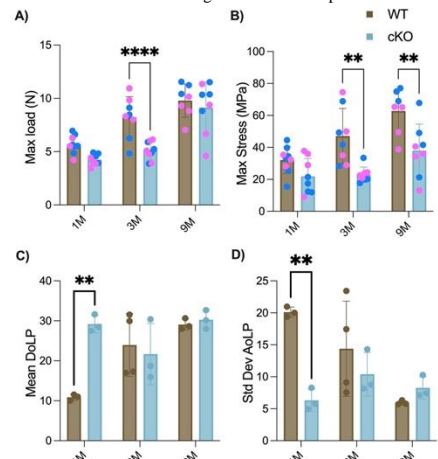 WT
cKO
A)
Max load (N)
15
10
5
0
****
1M
3M
9M
B)
Max Stress (MPa)
100
80
60
40
20
0
**
**
1M
3M
9M
C)
Mean DoLP
40
30
20
10
0
**
D)
Std Dev AoLP
25
20
15
10
5
0
**